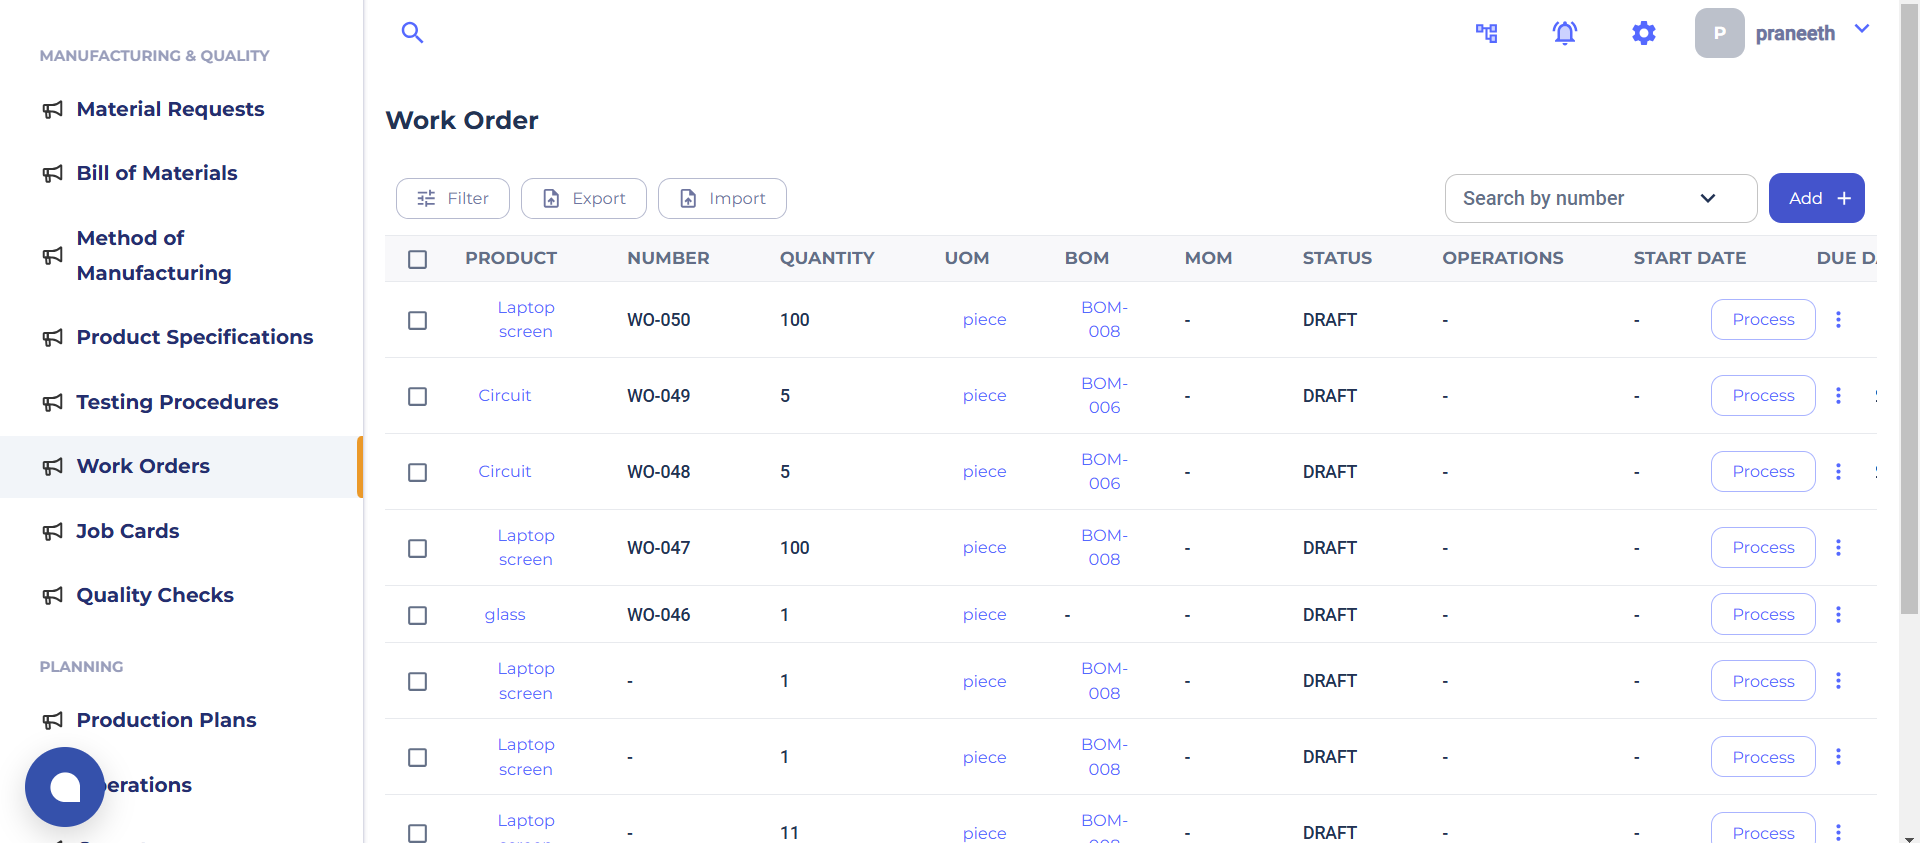 MANUFACTURING & QUALITY
Material Requests
Bill of Materials
Method of
Manufacturing
Product Specifications
Testing Procedures
Work Orders
Job Cards
Quality Checks
PLANNING
Production Plans
perations
P praneeth
Work Order
Filter Export Import Search by number Add +
PRODUCT NUMBER QUANTITY UOM BOM MOM STATUS OPERATIONS START DATE DUE DA
Laptop
screen WO-050 100 piece BOM-
008 - DRAFT - - Process
Circuit WO-049 5 piece BOM-
006 - DRAFT - - Process
Circuit WO-048 5 piece BOM-
006 - DRAFT - - Process
Laptop
screen WO-047 100 piece BOM-
008 - DRAFT - - Process
glass WO-046 1 piece - - DRAFT - - Process
Laptop
screen - 1 piece BOM-
008 - DRAFT - - Process
Laptop
screen - 1 piece BOM-
008 - DRAFT - - Process
Laptop
- 11 piece BOM-
- DRAFT - - Process